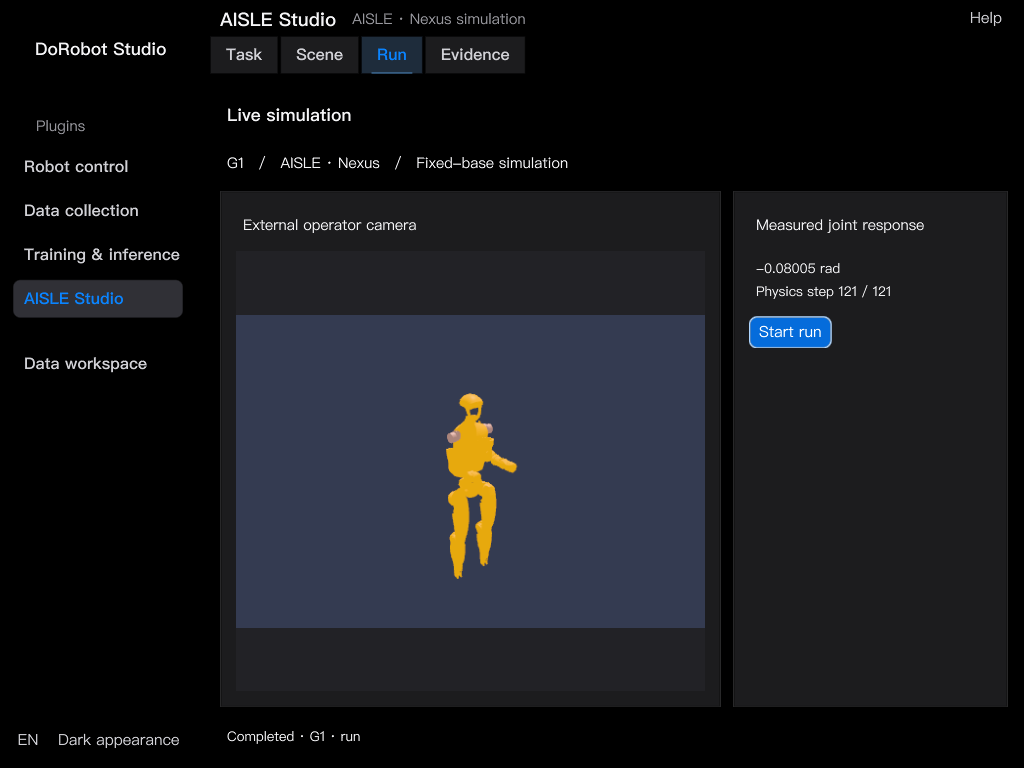 AISLE Studio AISLE · Nexus simulation
Help
DoRobot Studio
Task Scene Run Evidence
Plugins
Robot control
Data collection
Training & inference
AISLE Studio
Data workspace
Live simulation
G1 / AISLE · Nexus / Fixed-base simulation
External operator camera
Measured joint response
-0.08005 rad
Physics step 121 / 121
Start run
EN Dark appearance
Completed · G1 · run